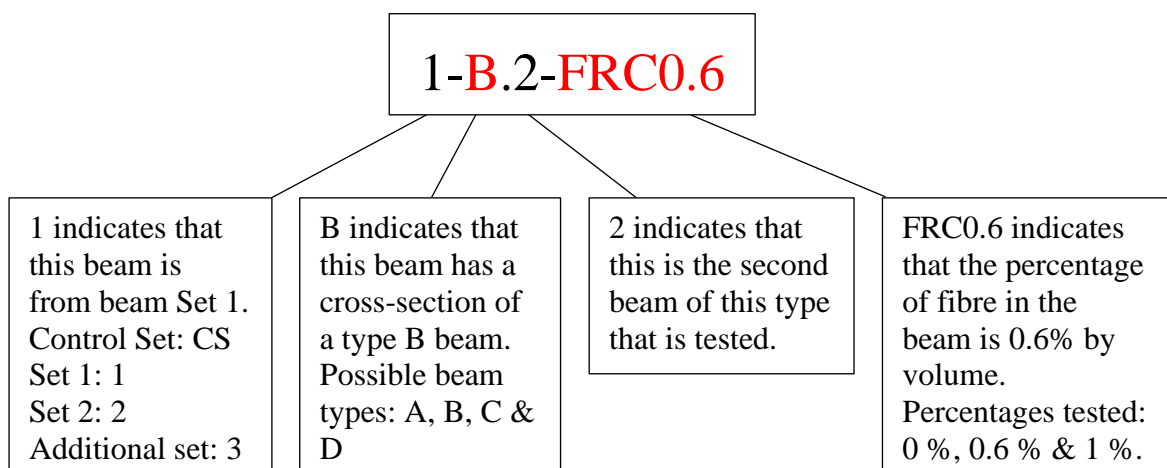 1-B.2-FRC0.6
1 indicates that
this beam is
from beam Set 1.
Control Set: CS
Set 1: 1
Set 2: 2
Additional set: 3
B indicates that
this beam has a
cross-section of
a type B beam.
Possible beam
types: A, B, C &
D
2 indicates that
this is the second
beam of this type
that is tested.
FRC0.6 indicates
that the percentage
of fibre in the
beam is 0.6% by
volume.
Percentages tested:
0 %, 0.6 % & 1 %.